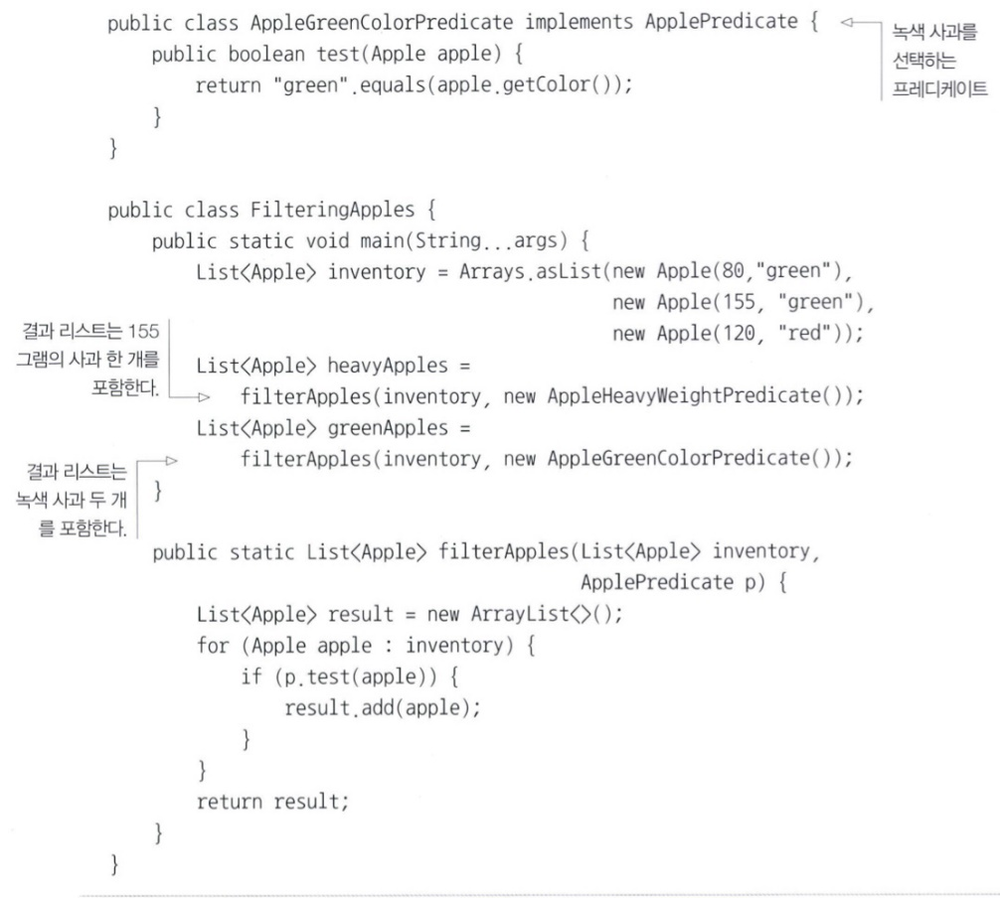 public class AppleGreenColorPredicate implements ApplePredicate {
녹색 사과를
선택하는
프레디케이트
    public boolean test(Apple apple) {
        return "green".equals(apple.getColor());
    }
}
public class FilteringApples {
    public static void main(String...args) {
        List<Apple> inventory = Arrays.asList(new Apple(80,"green"),
                                              new Apple(155, "green"),
                                              new Apple(120, "red"));
결과 리스트는 155
그램의 사과 한 개를
포함한다.
        List<Apple> heavyApples =
            filterApples(inventory, new AppleHeavyWeightPredicate());
        List<Apple> greenApples =
            filterApples(inventory, new AppleGreenColorPredicate());
결과 리스트는
녹색 사과 두 개
를 포함한다.
    }
    public static List<Apple> filterApples(List<Apple> inventory,
                                           ApplePredicate p) {
        List<Apple> result = new ArrayList<>();
        for (Apple apple : inventory) {
            if (p.test(apple)) {
                result.add(apple);
            }
        }
        return result;
    }
}